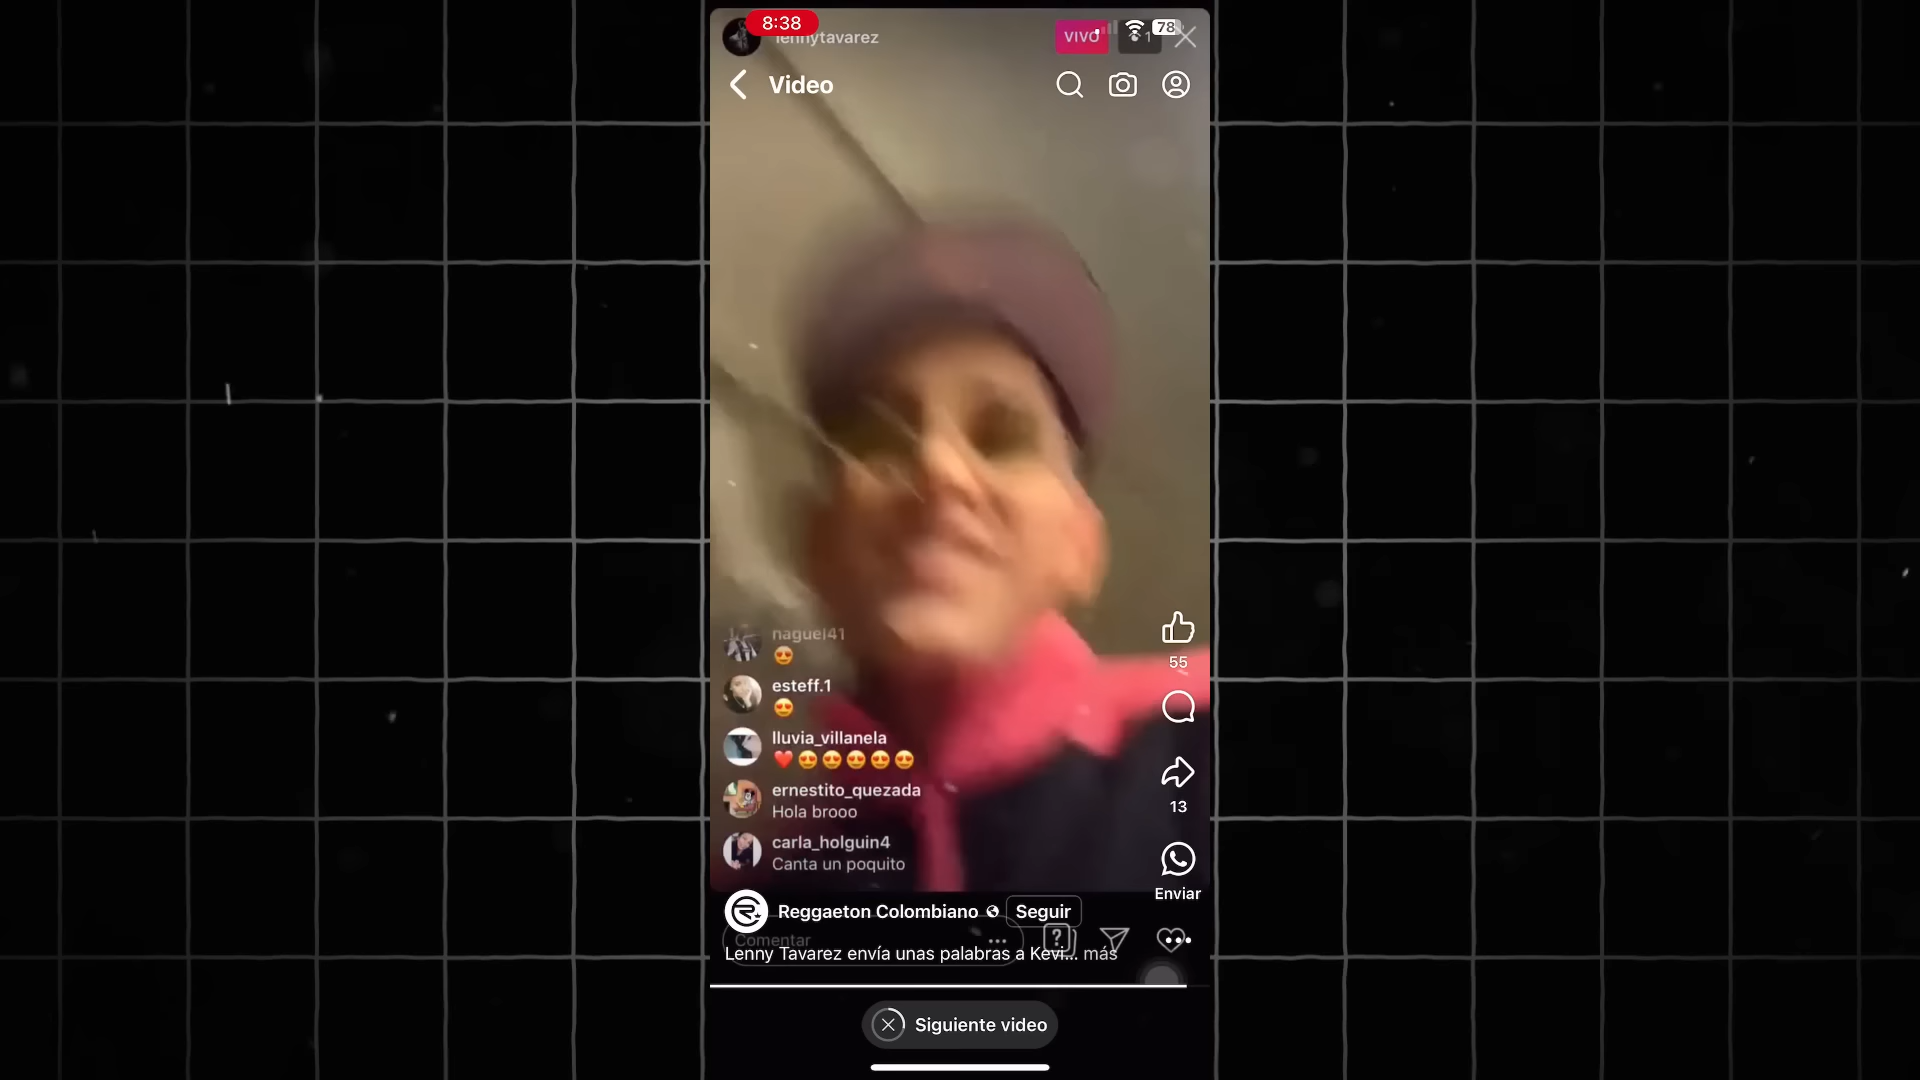 8:38
lennytavarez
VIVO
1
78
Video
naguel41
😍
esteff.1
😍
lluvia_villanela
❤️😍😍😍😍😍
ernestito_quezada
Hola brooo
carla_holguin4
Canta un poquito
55
13
Enviar
Reggaeton Colombiano
Seguir
Comentar
Lenny Tavarez envía unas palabras a Kevi... más
Siguiente video